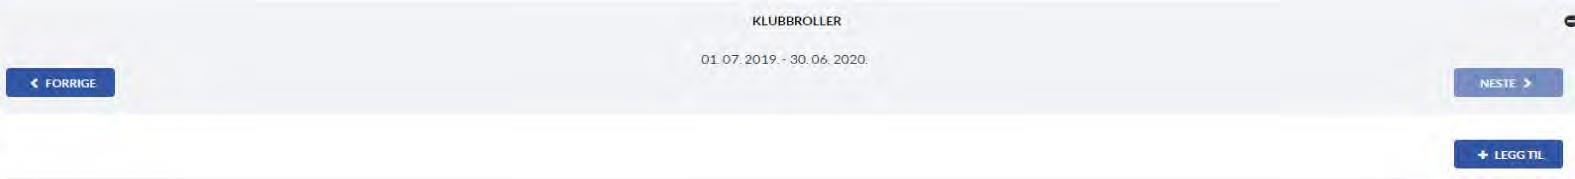 KLUBBROLLER
01. 07. 2019. - 30. 06. 2020.
FORRIGE
NESTE
LEGG TIL